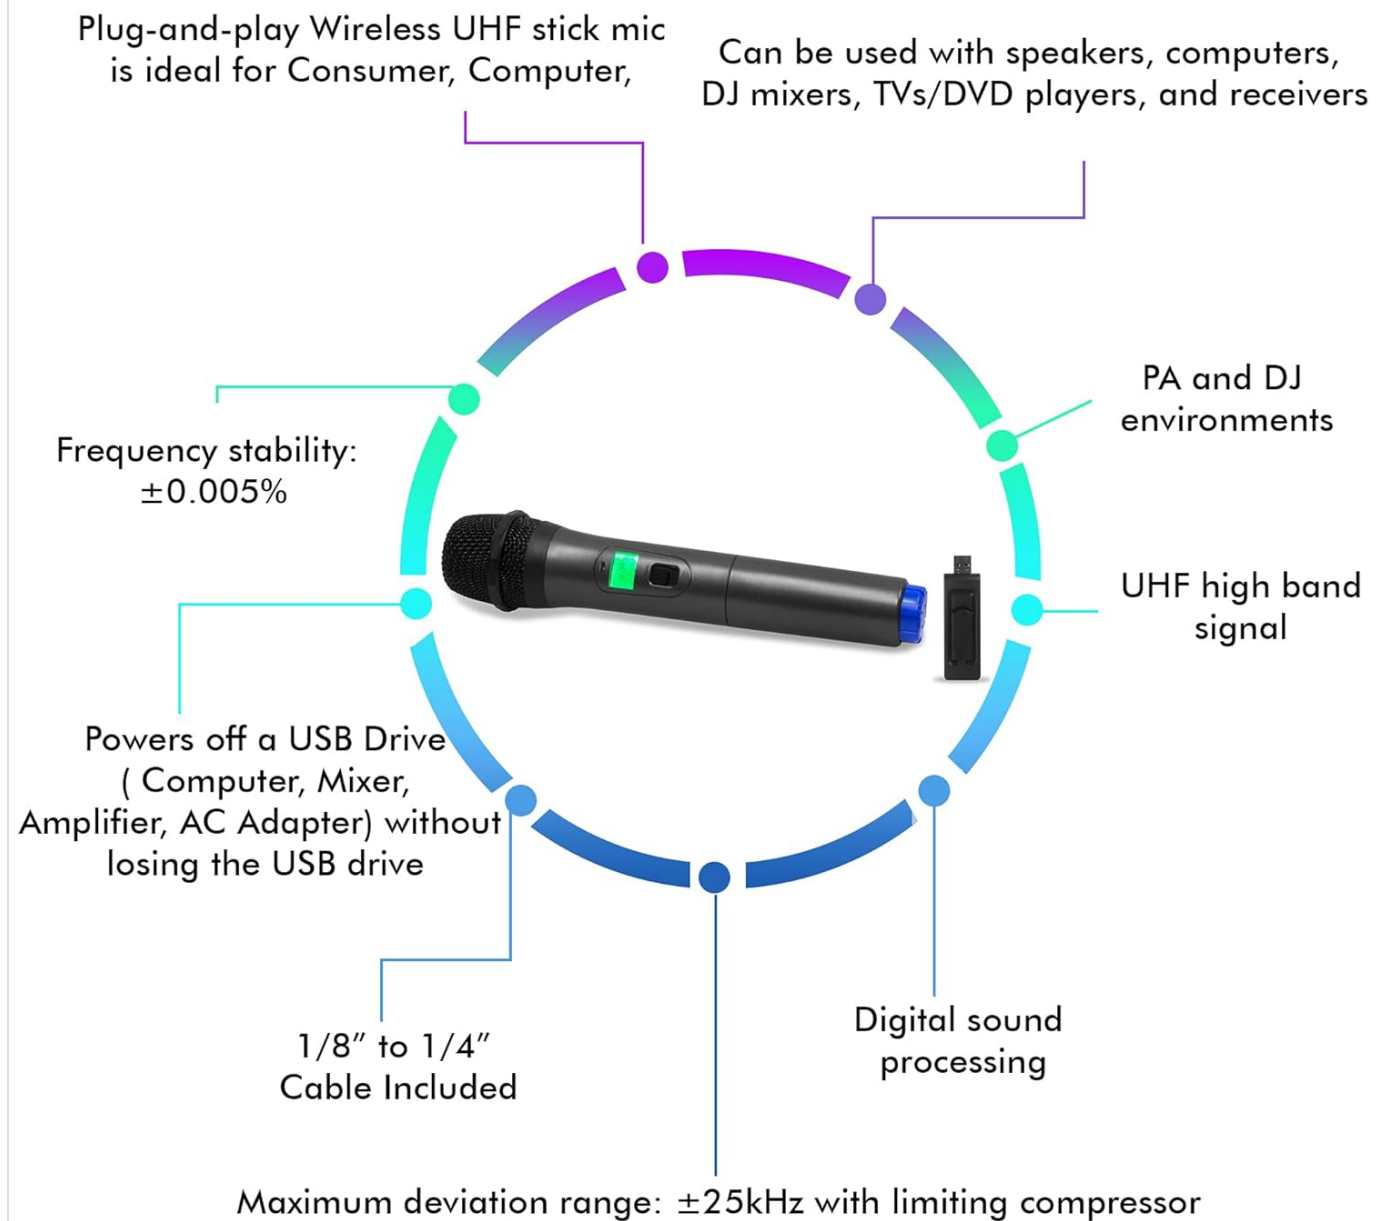 Plug-and-play Wireless UHF stick mic
is ideal for Consumer, Computer,
Can be used with speakers, computers,
DJ mixers, TVs/DVD players, and receivers
PA and DJ
environments
Frequency stability:
±0.005%
UHF high band
signal
Powers off a USB Drive
( Computer, Mixer,
Amplifier, AC Adapter) without
losing the USB drive
1/8” to 1/4”
Cable Included
Digital sound
processing
Maximum deviation range: ±25kHz with limiting compressor